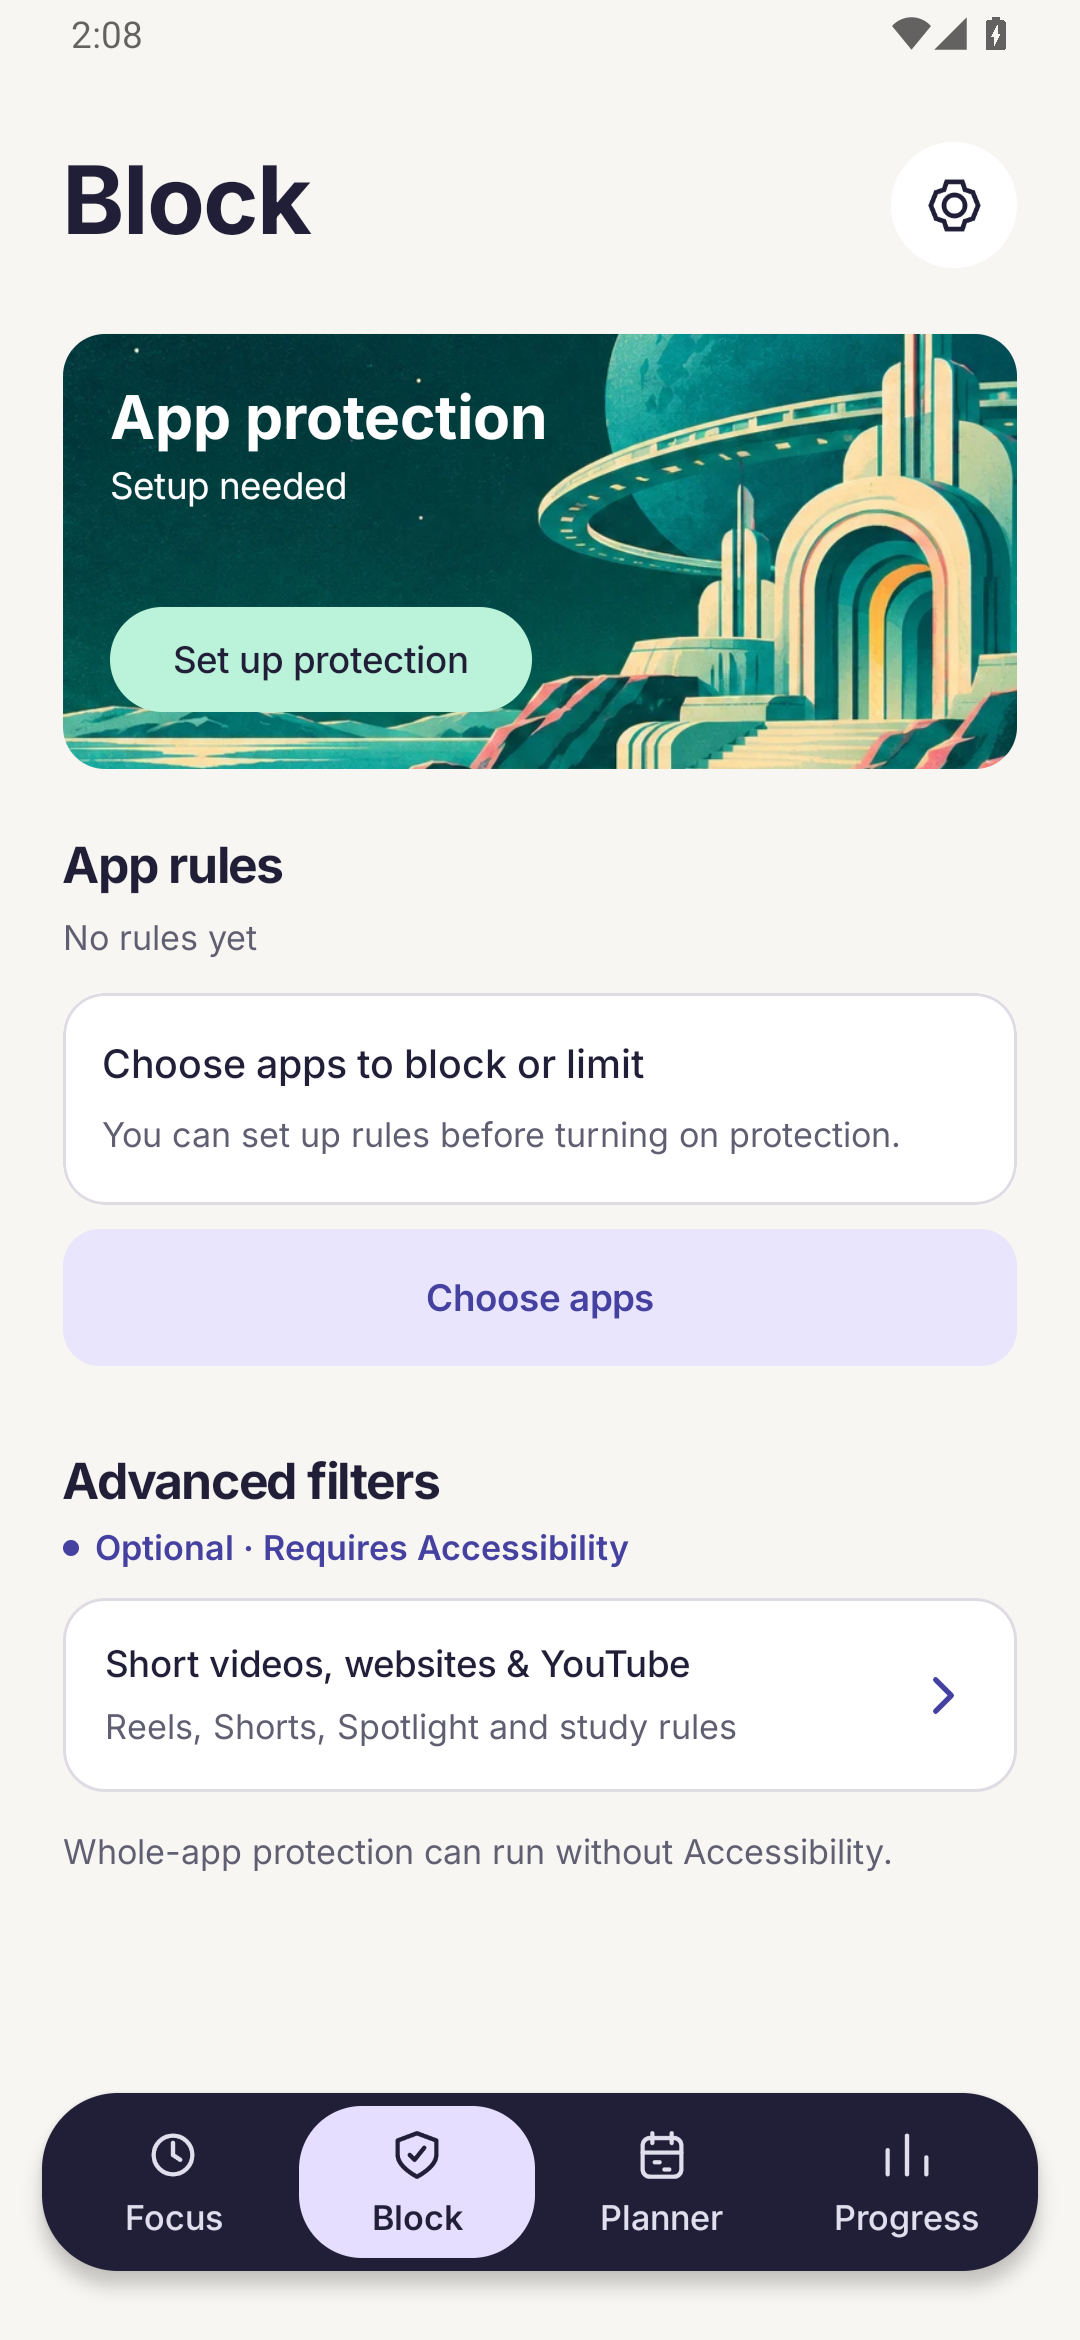 2:08
Block
App protection
Setup needed
Set up protection
App rules
No rules yet
Choose apps to block or limit
You can set up rules before turning on protection.
Choose apps
Advanced filters
Optional · Requires Accessibility
Short videos, websites & YouTube
Reels, Shorts, Spotlight and study rules
Whole-app protection can run without Accessibility.
Focus
Block
Planner
Progress